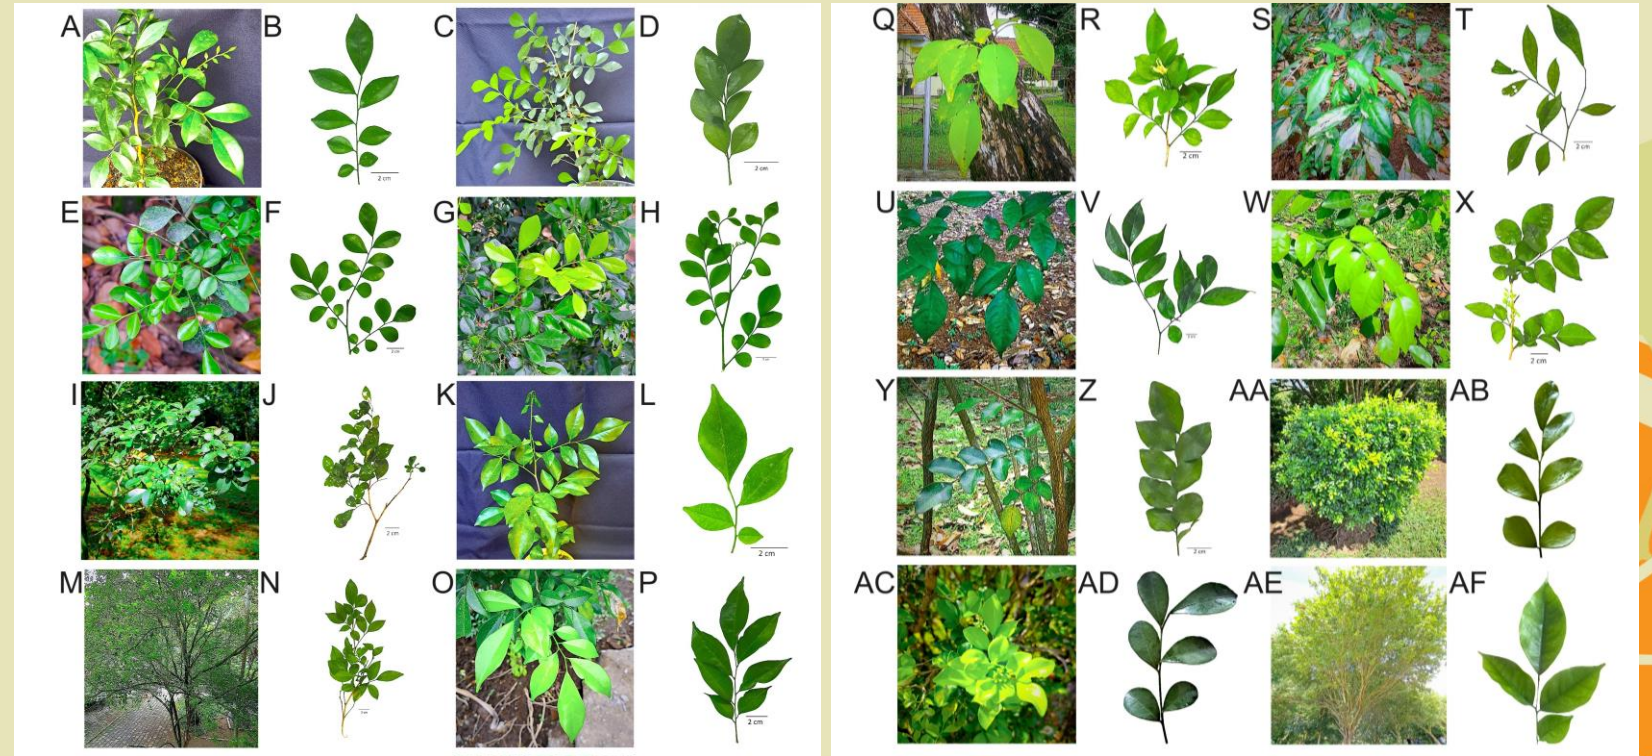 A B C D
2 cm 2 cm
E F G H
I J K L
2 cm 2 cm
M N O P
2 cm
Q R S T
2 cm 2 cm
U V W X
2 cm
Y Z AA AB
2 cm
AC AD AE AF